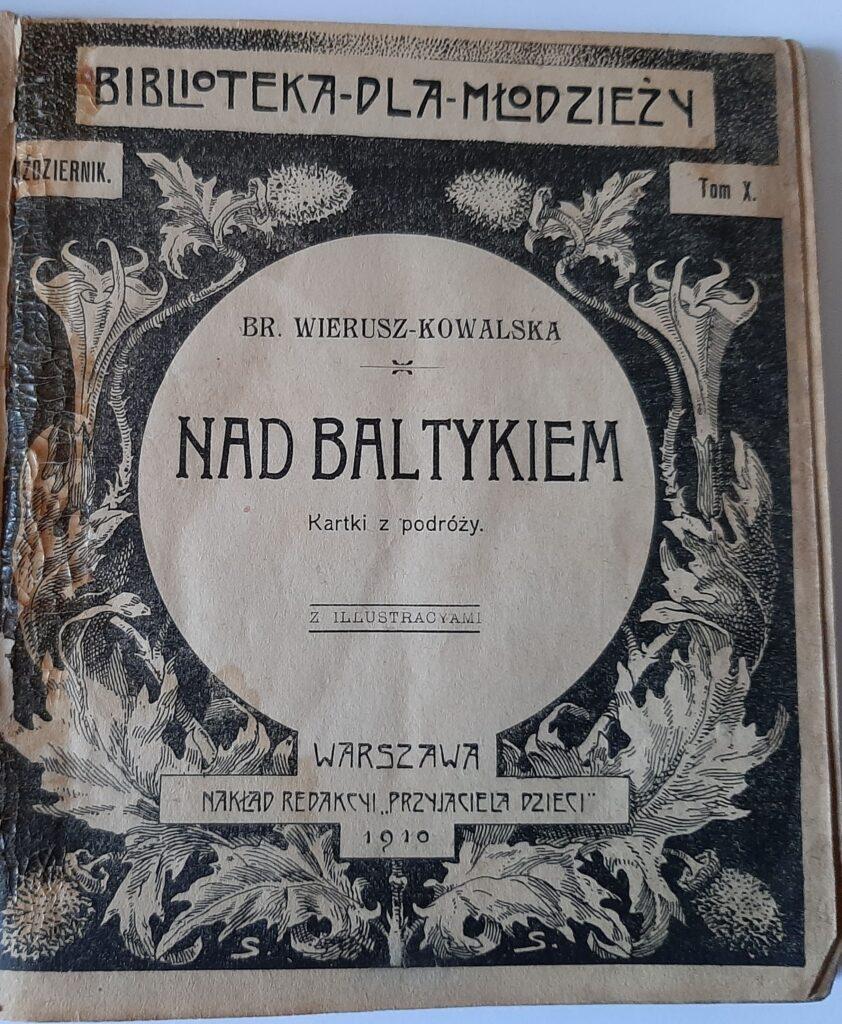 BIBLIOTEKA-DLA-MŁODZIEŻY
ŹDZIERNIK.
Tom X.
BR. WIERUSZ-KOWALSKA
NAD BALTYKIEM
Kartki z podróży.
Z ILLUSTRACYAMI
WARSZAWA
NAKŁAD REDAKCYI „PRZYJACIELA DZIECI"
1910
S. S.